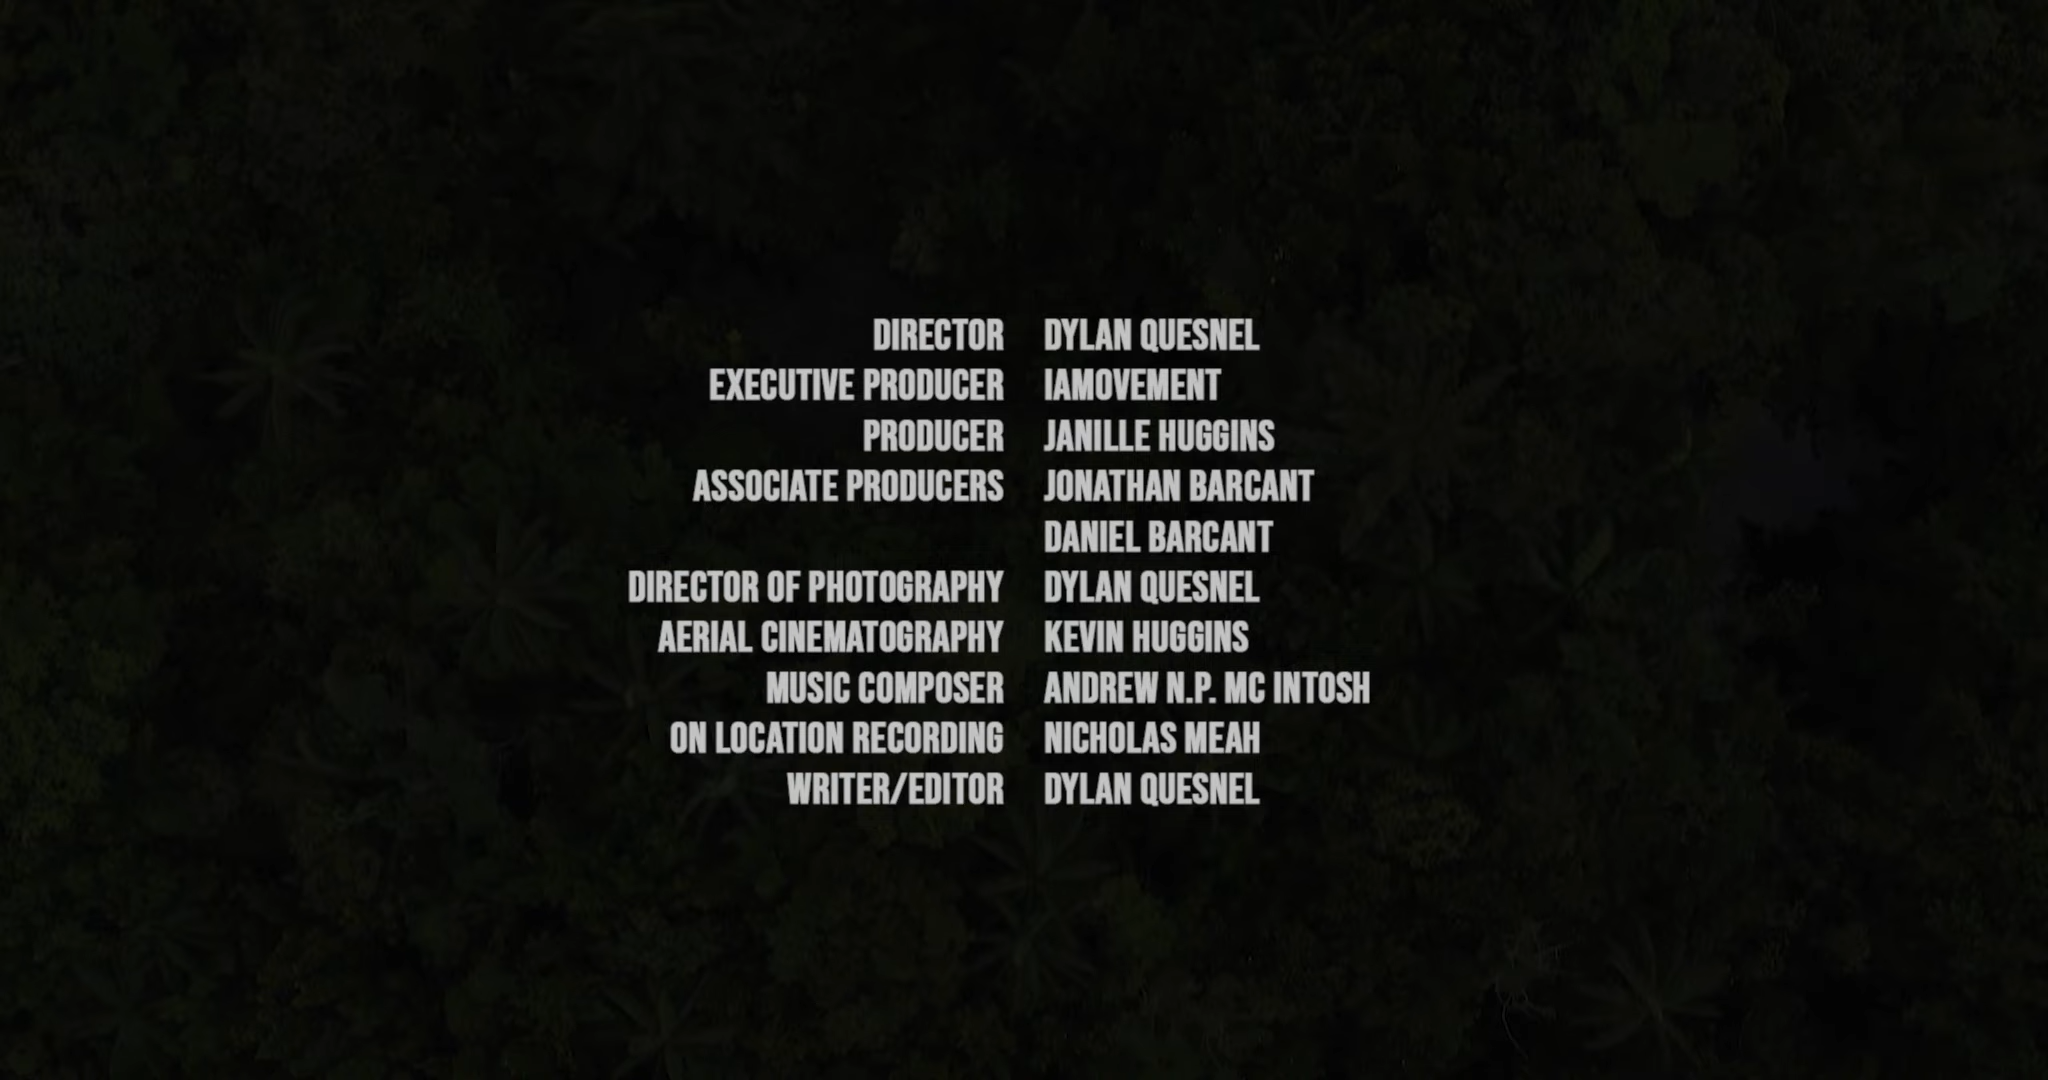 DIRECTOR DYLAN QUESNEL
EXECUTIVE PRODUCER IAMOVEMENT
PRODUCER JANILLE HUGGINS
ASSOCIATE PRODUCERS JONATHAN BARCANT
DANIEL BARCANT
DIRECTOR OF PHOTOGRAPHY DYLAN QUESNEL
AERIAL CINEMATOGRAPHY KEVIN HUGGINS
MUSIC COMPOSER ANDREW N.P. MC INTOSH
ON LOCATION RECORDING NICHOLAS MEAH
WRITER/EDITOR DYLAN QUESNEL